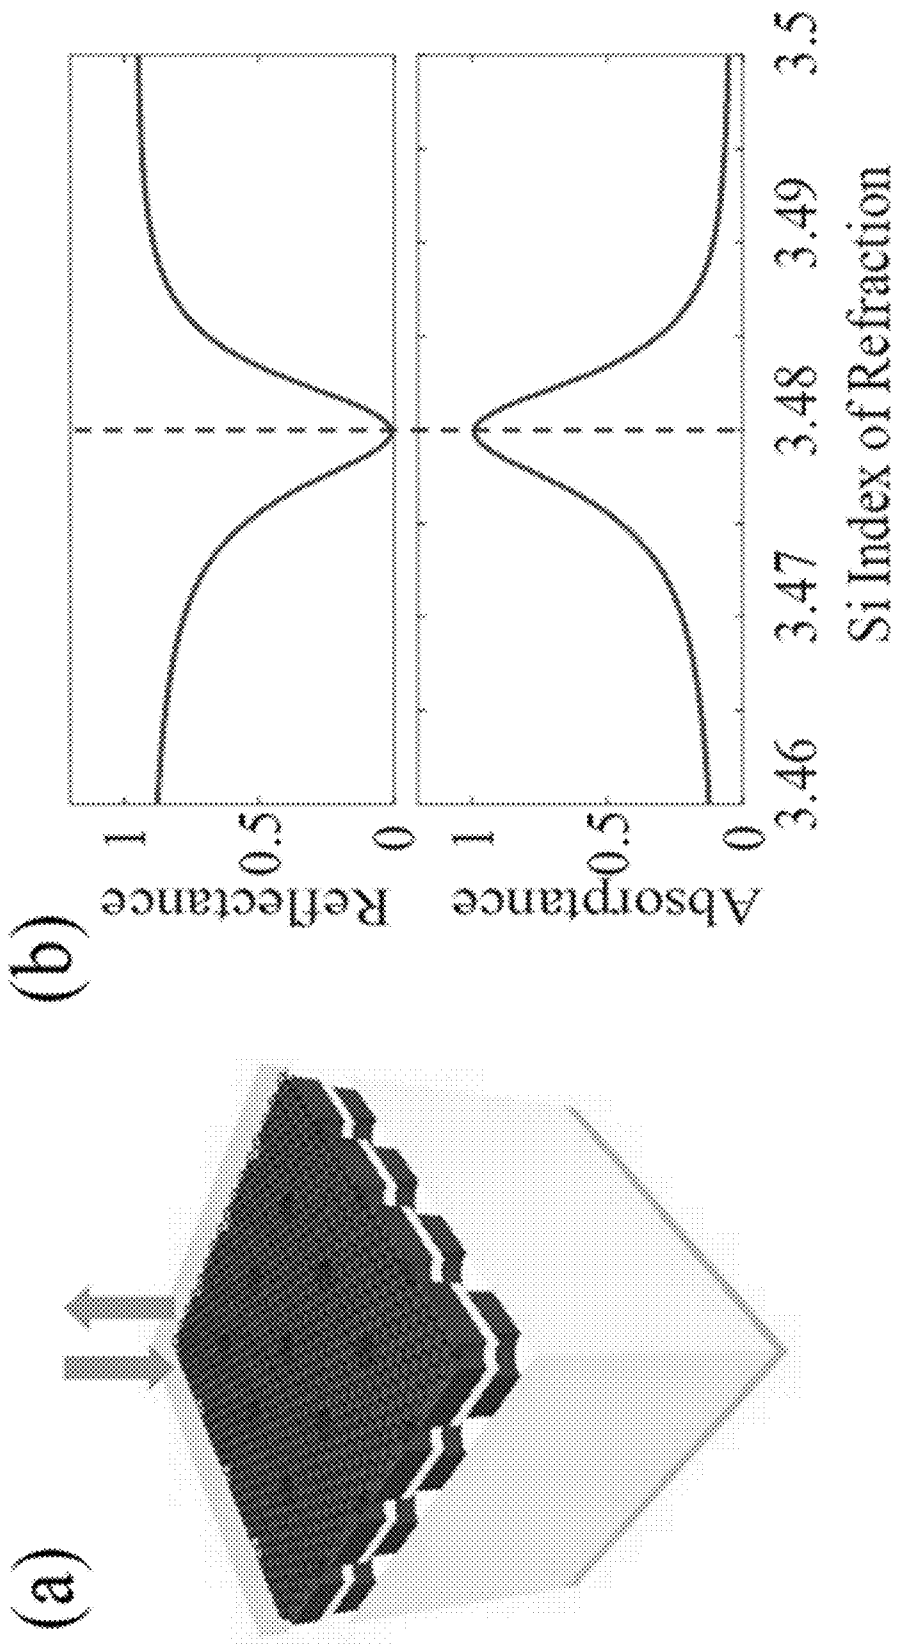 (a)
(b)
Reflectance
1
0.5
0
Absorptance
1
0.5
0
3.46 3.47 3.48 3.49 3.5
Si Index of Refraction